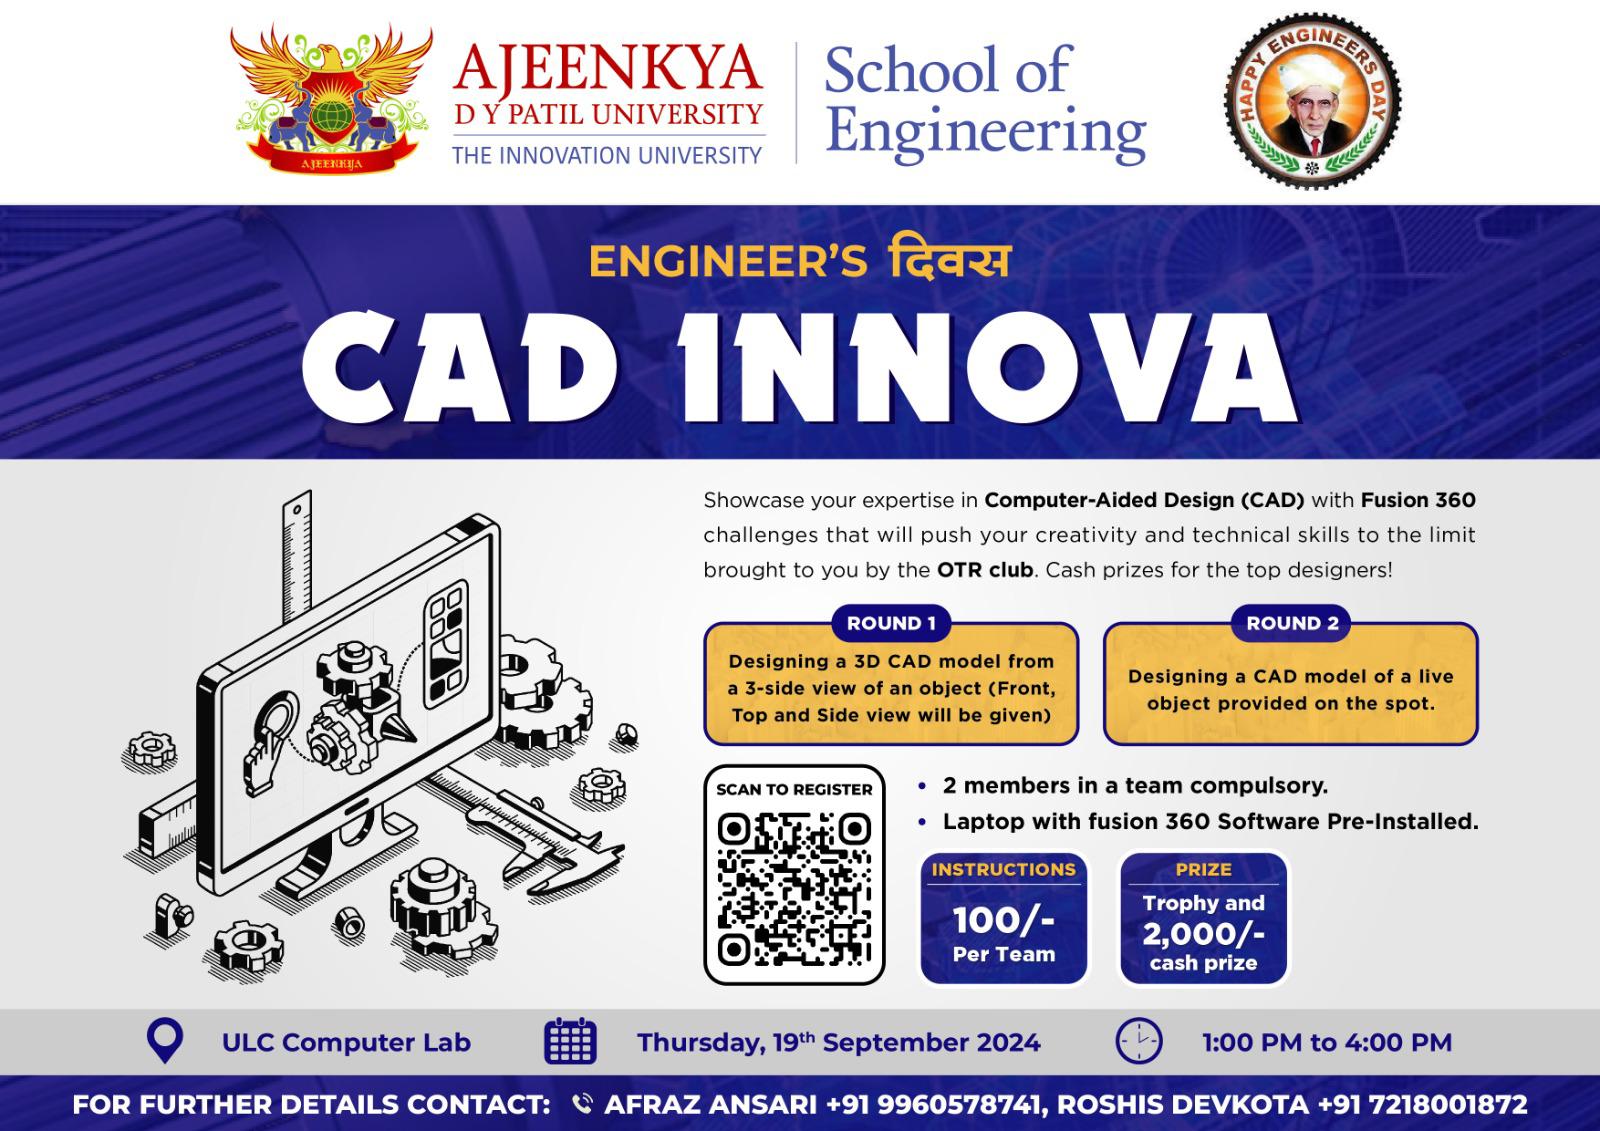 AJEENKYA
D Y PATIL UNIVERSITY
THE INNOVATION UNIVERSITY
AJEENKYA
School of
Engineering
HAPPY ENGINEERS DAY
ENGINEER'S दिवस
CAD INNOVA
Showcase your expertise in Computer-Aided Design (CAD) with Fusion 360
challenges that will push your creativity and technical skills to the limit
brought to you by the OTR club. Cash prizes for the top designers!
ROUND 1
Designing a 3D CAD model from
a 3-side view of an object (Front,
Top and Side view will be given)
ROUND 2
Designing a CAD model of a live
object provided on the spot.
SCAN TO REGISTER
• 2 members in a team compulsory.
• Laptop with fusion 360 Software Pre-Installed.
INSTRUCTIONS
100/-
Per Team
PRIZE
Trophy and
2,000/-
cash prize
ULC Computer Lab
Thursday, 19th September 2024
1:00 PM to 4:00 PM
FOR FURTHER DETAILS CONTACT: AFRAZ ANSARI +91 9960578741, ROSHIS DEVKOTA +91 7218001872